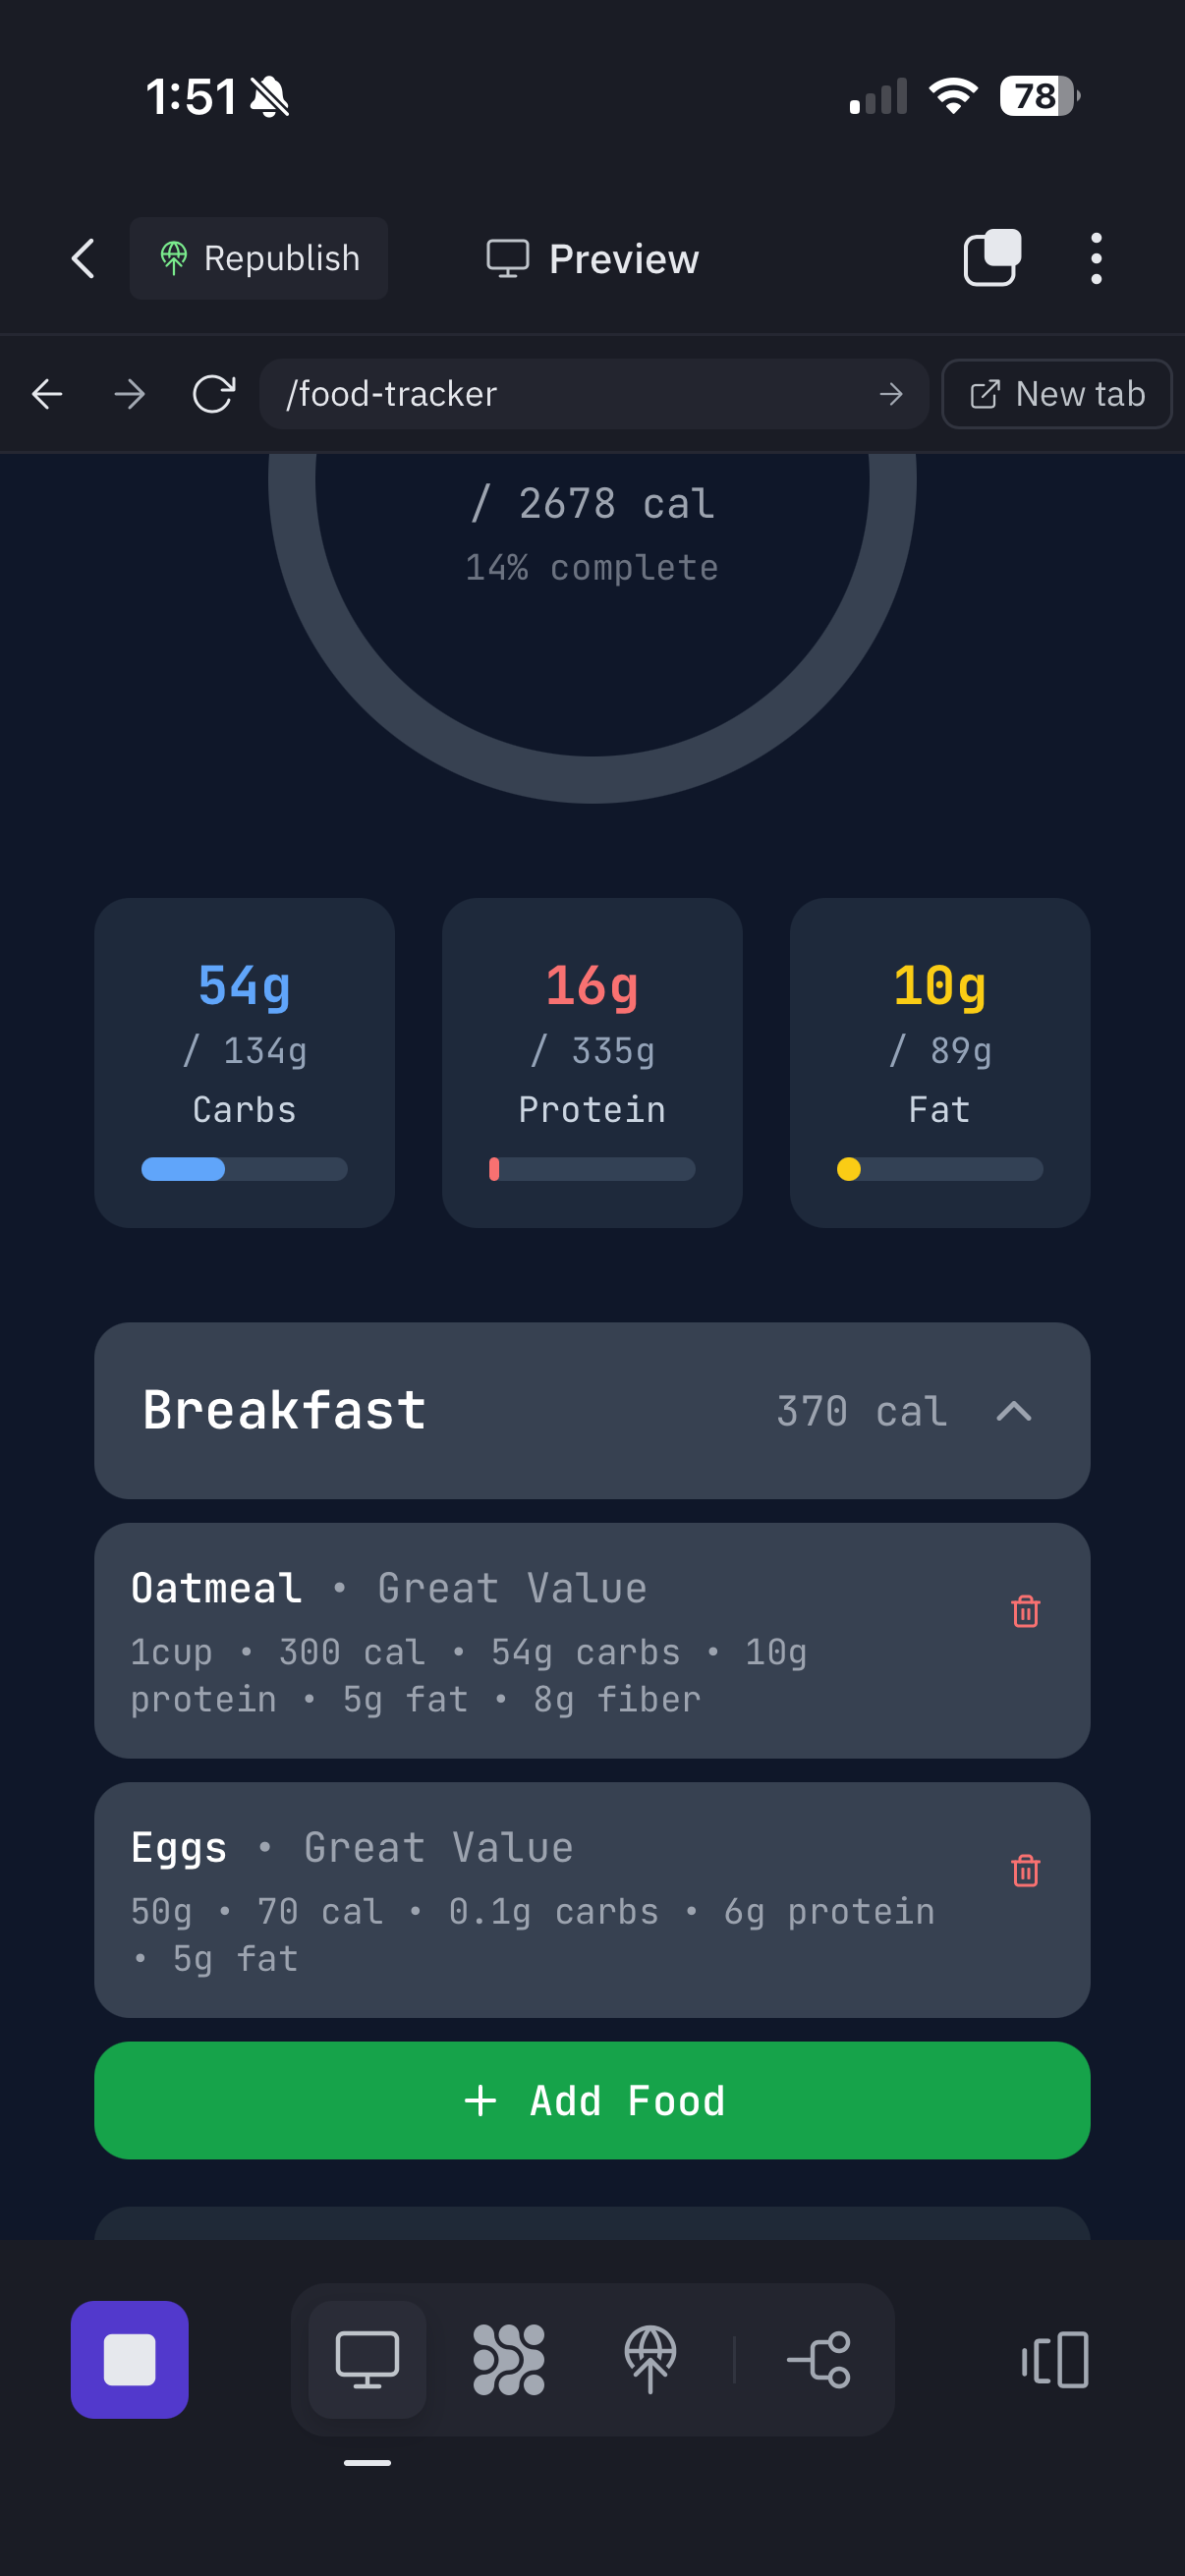 1:51
78
Republish
Preview
/food-tracker
New tab
/ 2678 cal
14% complete
54g
/ 134g
Carbs
16g
/ 335g
Protein
10g
/ 89g
Fat
Breakfast
370 cal
Oatmeal • Great Value
1cup • 300 cal • 54g carbs • 10g
protein • 5g fat • 8g fiber
Eggs • Great Value
50g • 70 cal • 0.1g carbs • 6g protein
• 5g fat
+ Add Food